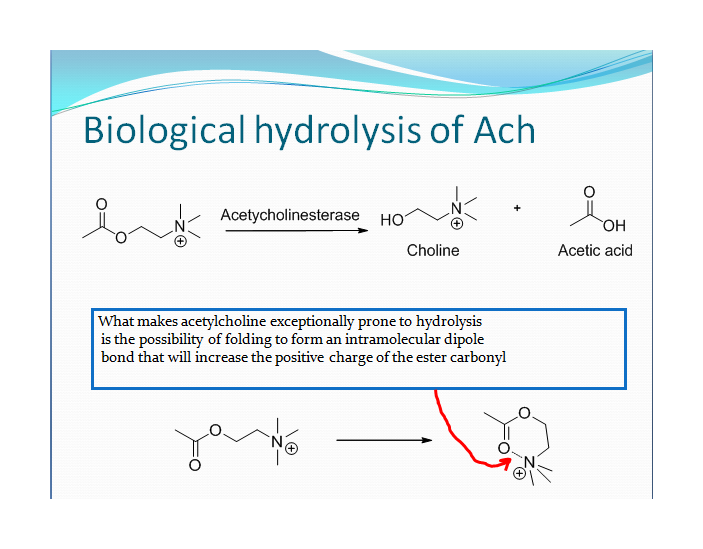 Biological hydrolysis of Ach
O
O
N
⊕
Acetycholinesterase
HO
N
⊕
Choline
+
O
OH
Acetic acid
What makes acetylcholine exceptionally prone to hydrolysis
is the possibility of folding to form an intramolecular dipole
bond that will increase the positive charge of the ester carbonyl
O
O
N
⊕
O
O
N
⊕